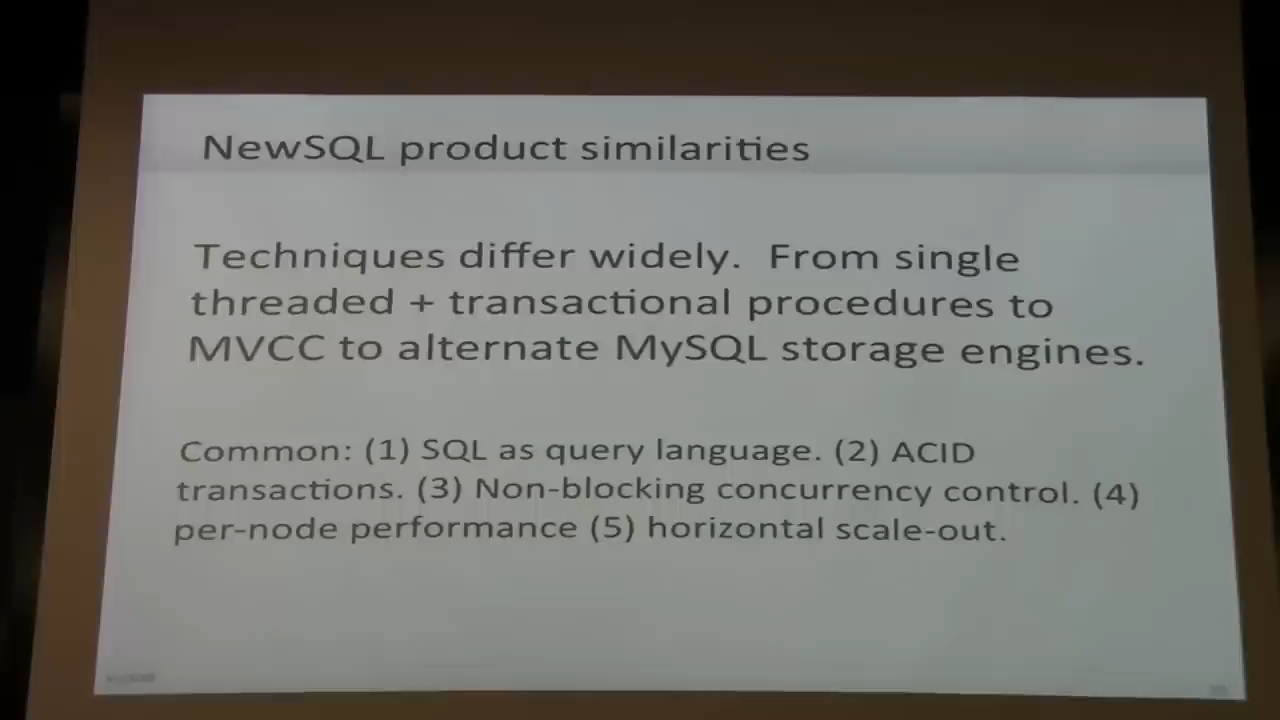 NewSQL product similarities
Techniques differ widely. From single
threaded + transactional procedures to
MVCC to alternate MySQL storage engines.
Common: (1) SQL as query language. (2) ACID
transactions. (3) Non-blocking concurrency control. (4)
per-node performance (5) horizontal scale-out.